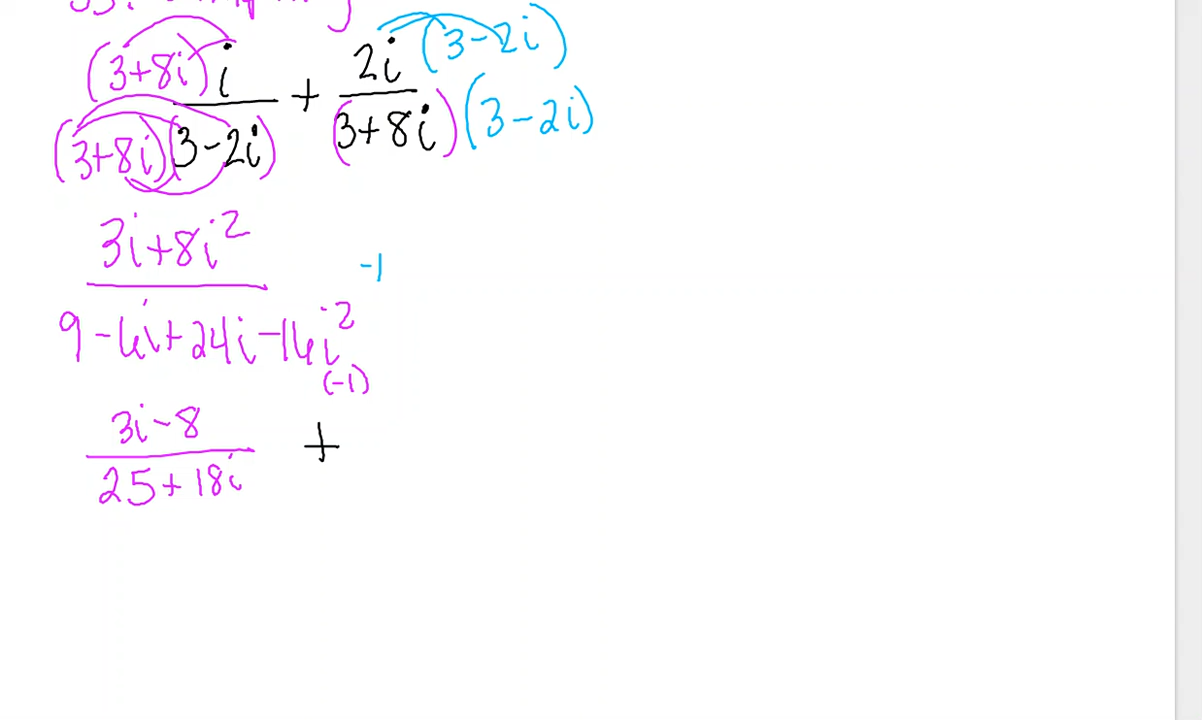 (3+8i)i + 2i(3-2i)
(3+8i)(3-2i) (3+8i)(3-2i)
3i+8i²
-1
9-6i+24i-16i²
(-1)
3i-8 +
25+18i